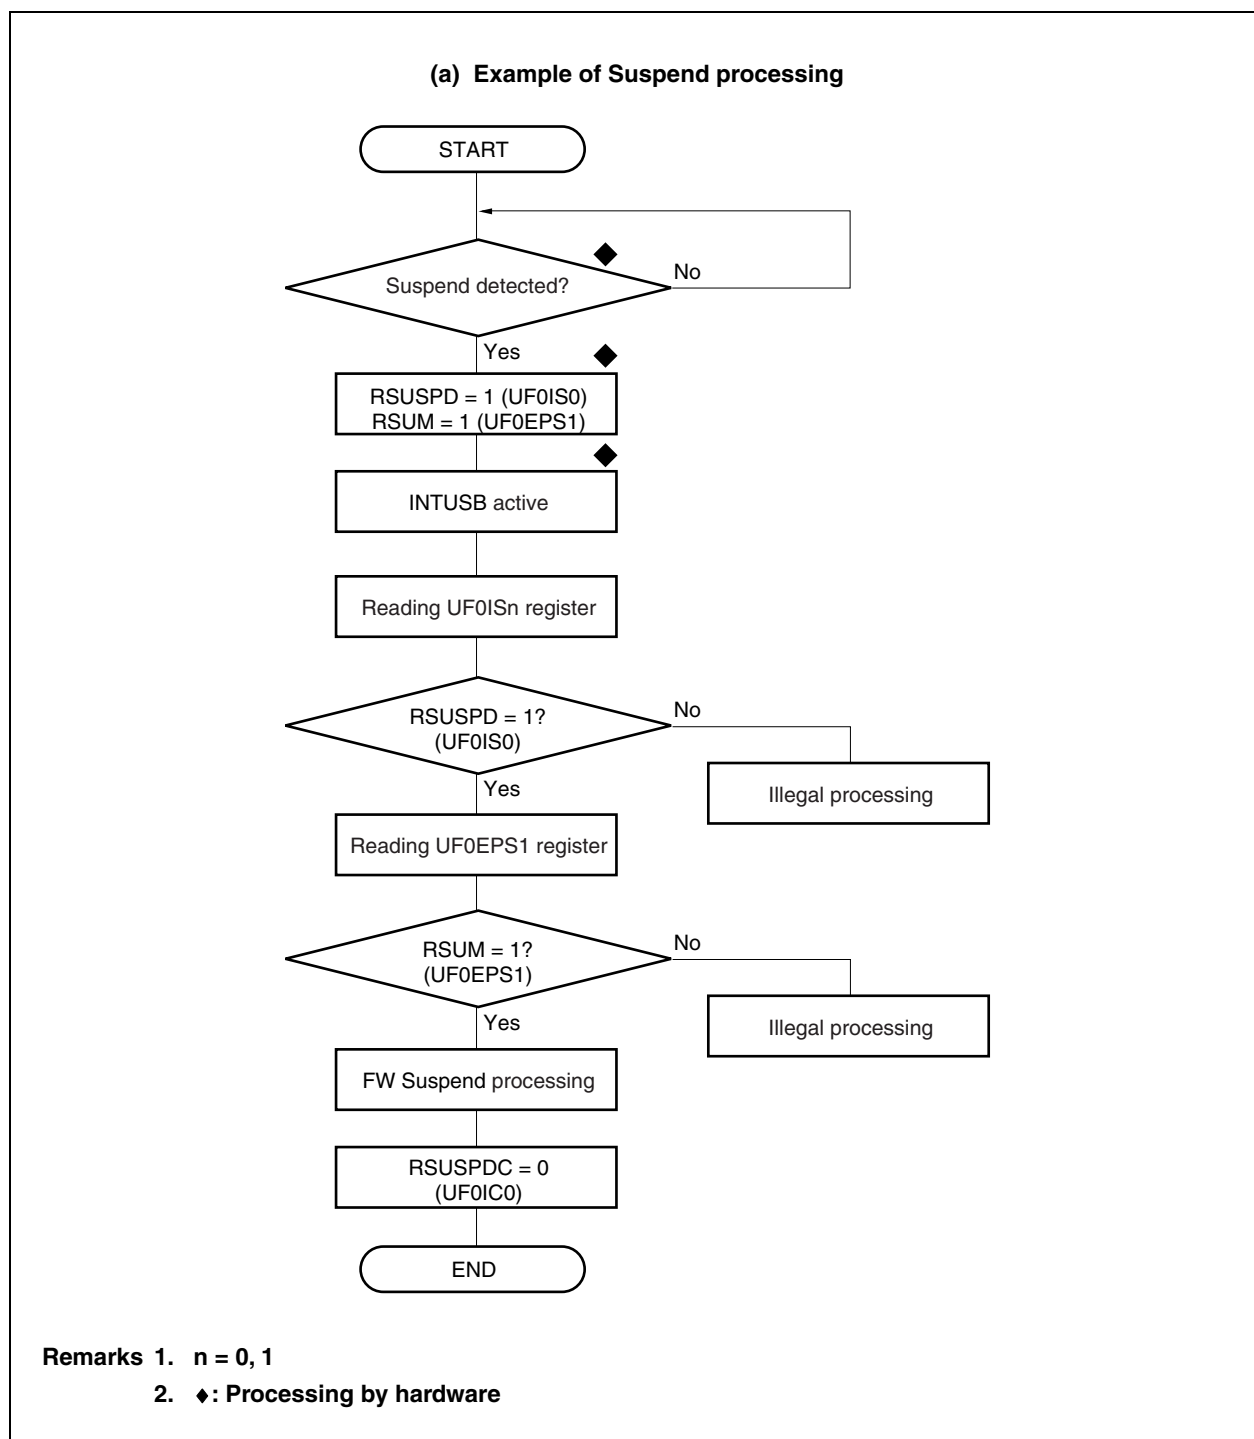 (a) Example of Suspend processing
START
Suspend detected?
No
Yes
RSUSPD = 1 (UF0IS0)
RSUM = 1 (UF0EPS1)
INTUSB active
Reading UF0ISn register
RSUSPD = 1?
(UF0IS0)
No
Yes
Illegal processing
Reading UF0EPS1 register
RSUM = 1?
(UF0EPS1)
No
Yes
Illegal processing
FW Suspend processing
RSUSPDC = 0
(UF0IC0)
END
Remarks 1. n = 0, 1
2. ♦: Processing by hardware